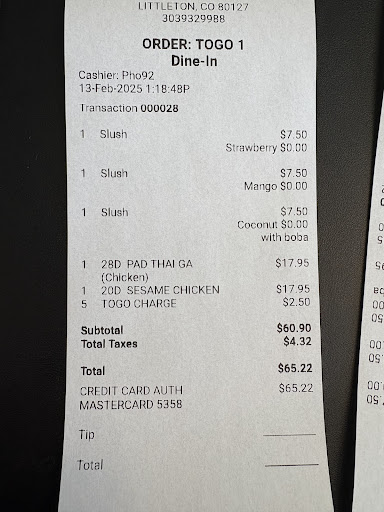 LITTLETON, CO 80127
3039329988
ORDER: TOGO 1
Dine-In
Cashier: Pho92
13-Feb-2025 1:18:48P
Transaction 000028
1 Slush $7.50
Strawberry $0.00
1 Slush $7.50
Mango $0.00
1 Slush $7.50
Coconut $0.00
with boba
1 28D PAD THAI GA $17.95
(Chicken)
1 20D SESAME CHICKEN $17.95
5 TOGO CHARGE $2.50
Subtotal $60.90
Total Taxes $4.32
Total $65.22
CREDIT CARD AUTH $65.22
MASTERCARD 5358
Tip
Total